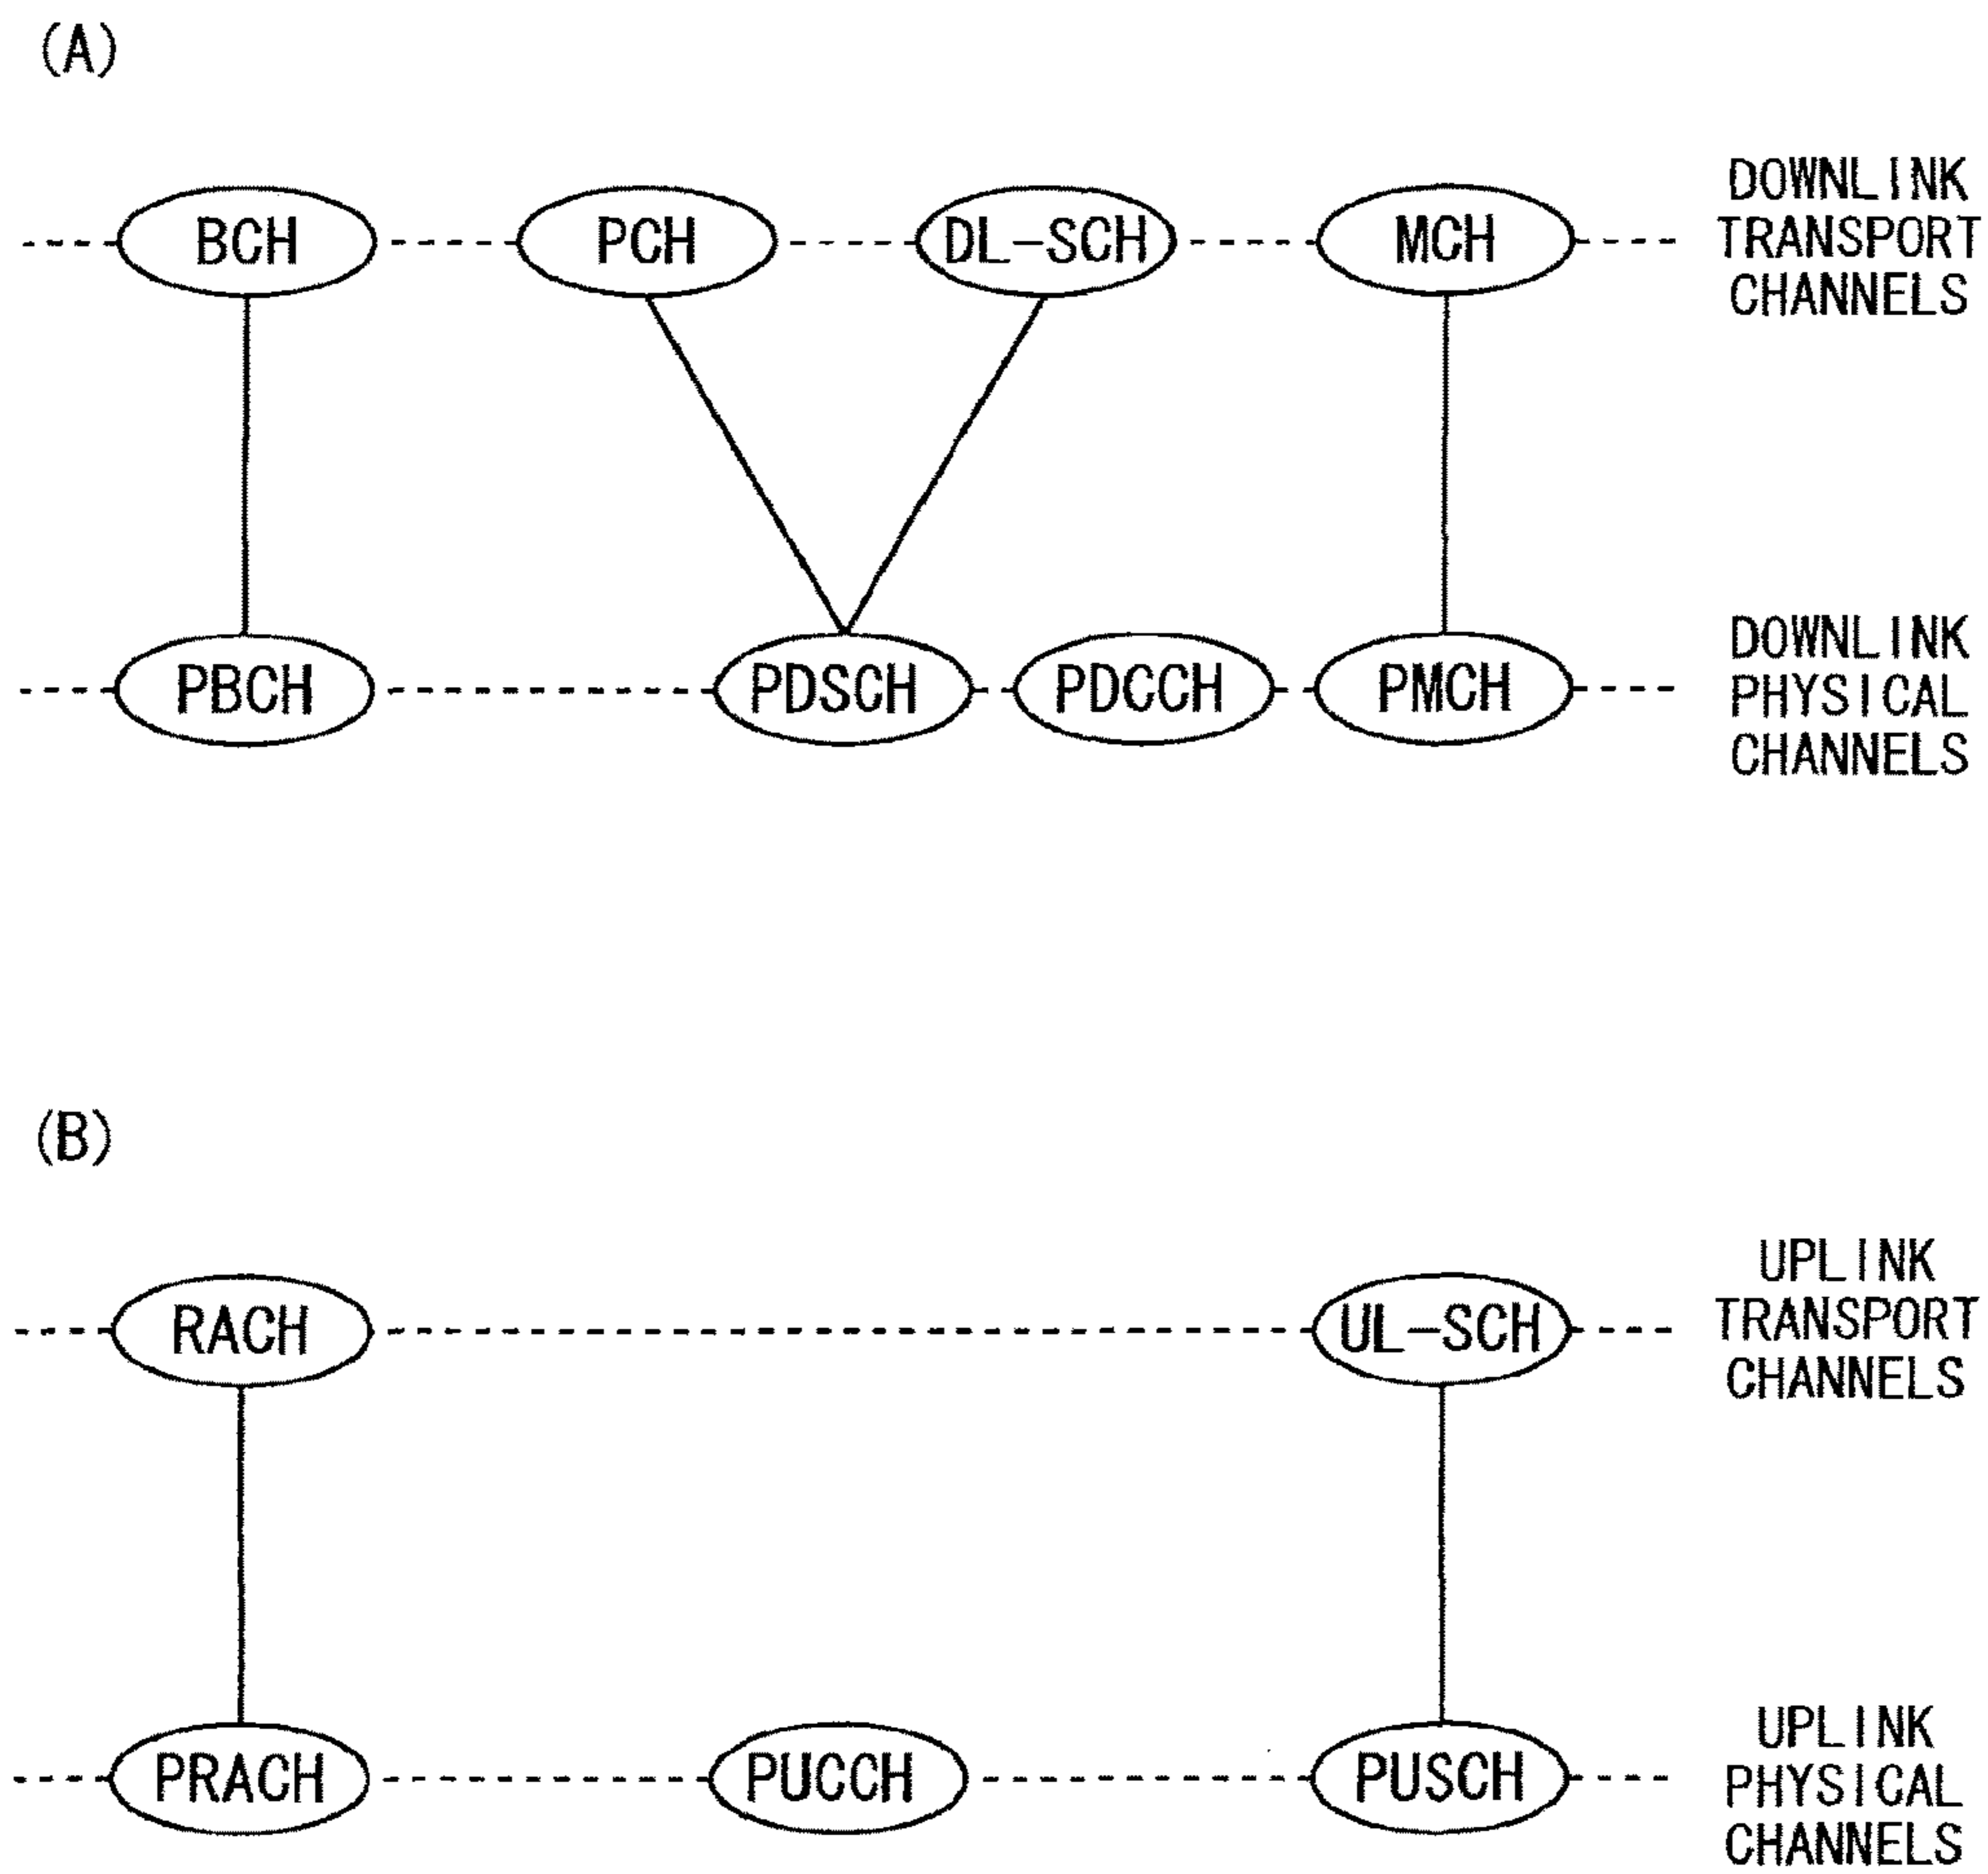 (A)
BCH PCH DL-SCH MCH
DOWNLINK
TRANSPORT
CHANNELS
PBCH PDSCH PDCCH PMCH
DOWNLINK
PHYSICAL
CHANNELS
(B)
RACH UL-SCH
UPLINK
TRANSPORT
CHANNELS
PRACH PUCCH PUSCH
UPLINK
PHYSICAL
CHANNELS